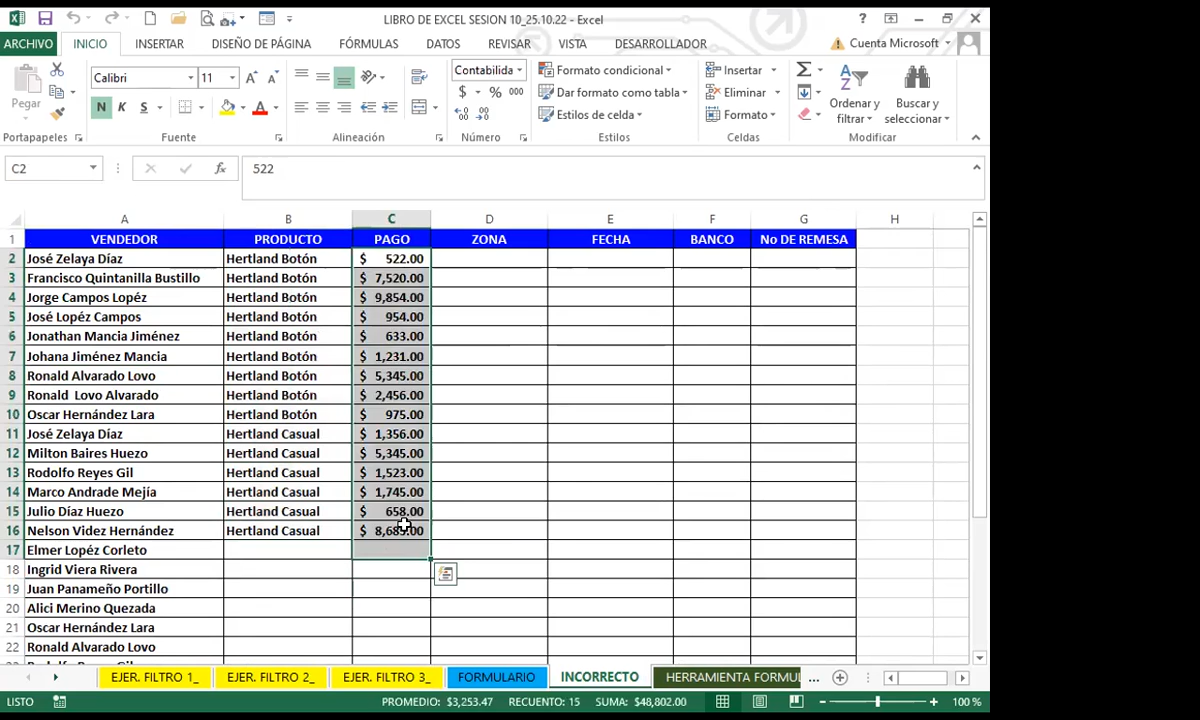 LIBRO DE EXCEL SESION 10_25.10.22 - Excel
ARCHIVO INICIO INSERTAR DISEÑO DE PÁGINA FÓRMULAS DATOS REVISAR VISTA DESARROLLADOR Cuenta Microsoft
Calibri 11 Contabilida Formato condicional Insertar Σ
Pegar N K S $ % 000 Dar formato como tabla Eliminar Ordenar y filtrar Buscar y seleccionar
Estilos de celda Formato
Portapapeles Fuente Alineación Número Estilos Celdas Modificar
C2 fx 522
A B C D E F G H
1 VENDEDOR PRODUCTO PAGO ZONA FECHA BANCO No DE REMESA
2 José Zelaya Díaz Hertland Botón $ 522.00
3 Francisco Quintanilla Bustillo Hertland Botón $ 7,520.00
4 Jorge Campos Lopéz Hertland Botón $ 9,854.00
5 José Lopéz Campos Hertland Botón $ 954.00
6 Jonathan Mancia Jiménez Hertland Botón $ 633.00
7 Johana Jiménez Mancia Hertland Botón $ 1,231.00
8 Ronald Alvarado Lovo Hertland Botón $ 5,345.00
9 Ronald Lovo Alvarado Hertland Botón $ 2,456.00
10 Oscar Hernández Lara Hertland Botón $ 975.00
11 José Zelaya Díaz Hertland Casual $ 1,356.00
12 Milton Baires Huezo Hertland Casual $ 5,345.00
13 Rodolfo Reyes Gil Hertland Casual $ 1,523.00
14 Marco Andrade Mejía Hertland Casual $ 1,745.00
15 Julio Díaz Huezo Hertland Casual $ 658.00
16 Nelson Videz Hernández Hertland Casual $ 8,685.00
17 Elmer Lopéz Corleto
18 Ingrid Viera Rivera
19 Juan Panameño Portillo
20 Alici Merino Quezada
21 Oscar Hernández Lara
22 Ronald Alvarado Lovo
EJER. FILTRO 1_ EJER. FILTRO 2_ EJER. FILTRO 3_ FORMULARIO INCORRECTO HERRAMIENTA FORMUL ...
LISTO PROMEDIO: $3,253.47 RECUENTO: 15 SUMA: $48,802.00 100 %